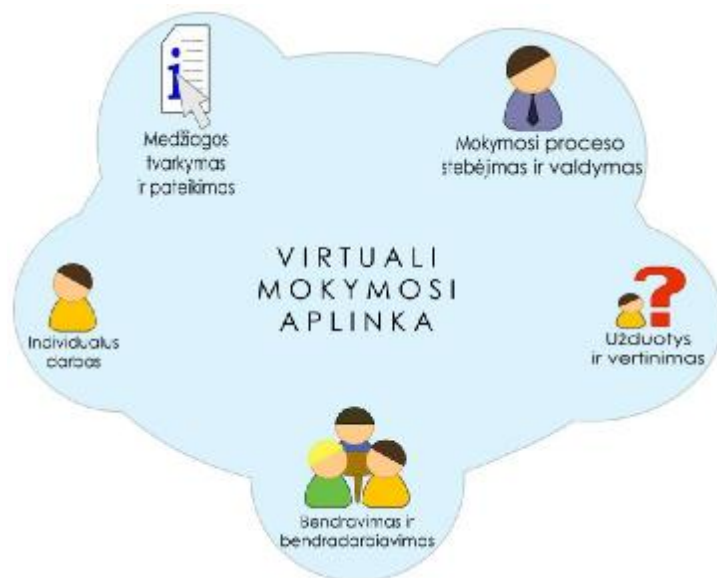 Medžiagos
tvarkymas
ir pateikimas
Mokymosi proceso
stebėjimas ir valdymas
VIRTUALI
MOKYMOSI
APLINKA
Individualus
darbas
Užduotys
ir vertinimas
Bendravimas ir
bendradarbiavimas